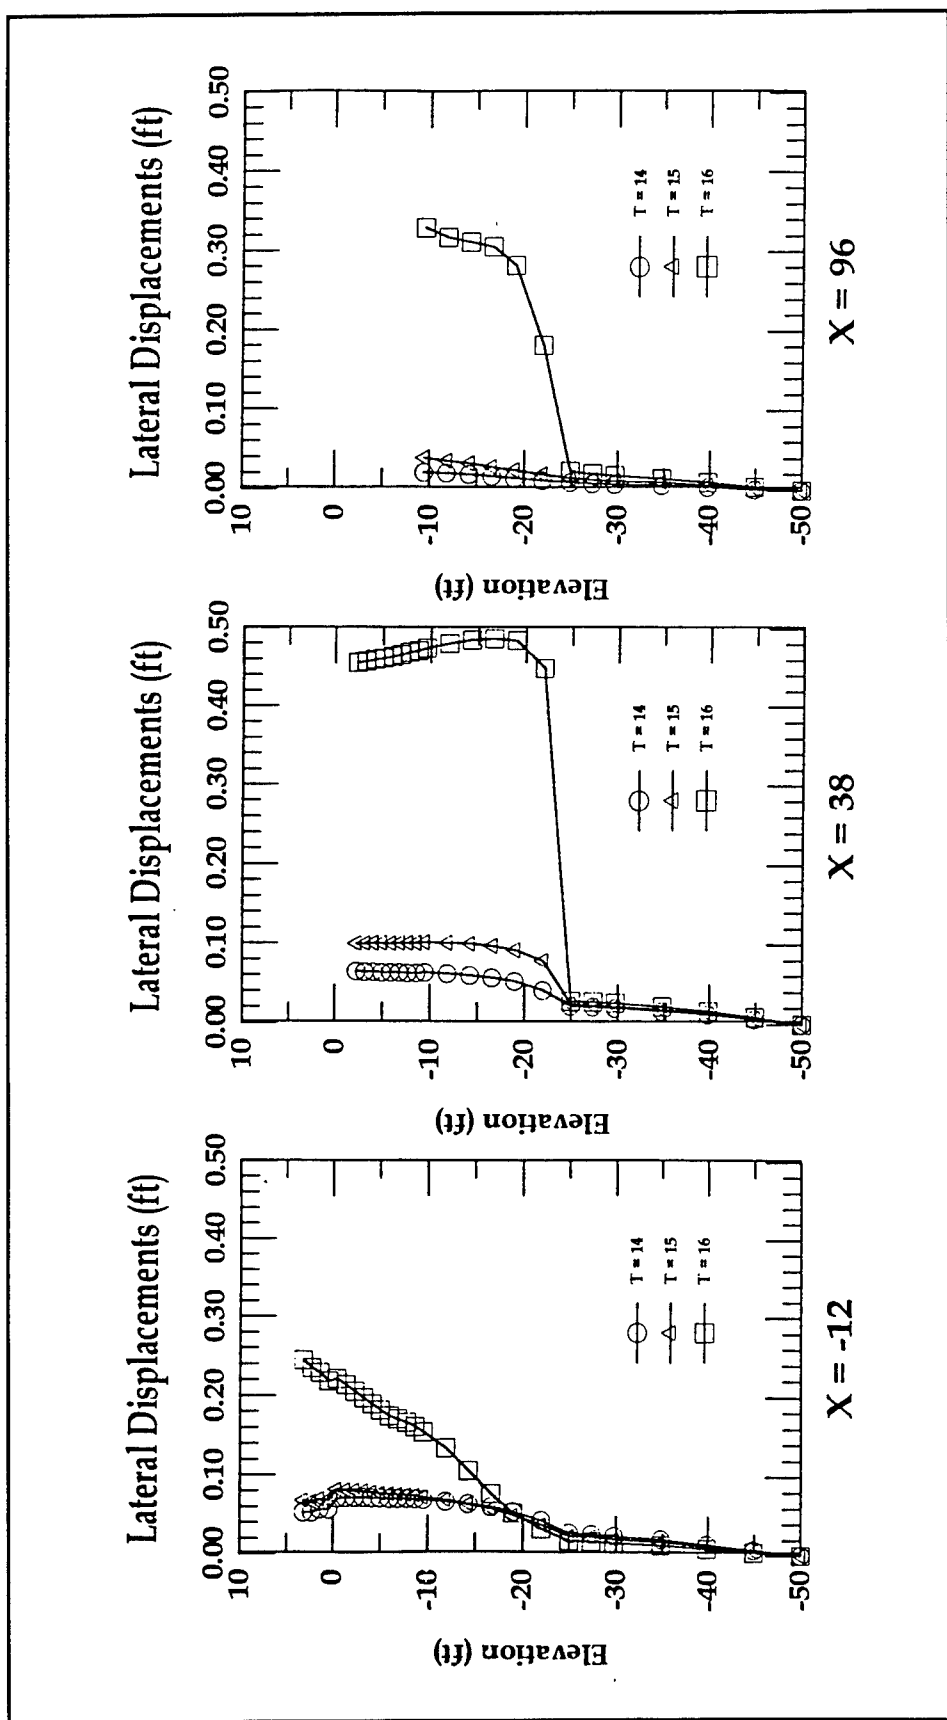 Lateral Displacements (ft)
0.00 0.10 0.20 0.30 0.40 0.50
10
0
-10
-20
-30
-40
-50
Elevation (ft)
T = 14
T = 15
T = 16
X = -12
Lateral Displacements (ft)
0.00 0.10 0.20 0.30 0.40 0.50
10
0
-10
-20
-30
-40
-50
Elevation (ft)
T = 14
T = 15
T = 16
X = 38
Lateral Displacements (ft)
0.00 0.10 0.20 0.30 0.40 0.50
10
0
-10
-20
-30
-40
-50
Elevation (ft)
T = 14
T = 15
T = 16
X = 96